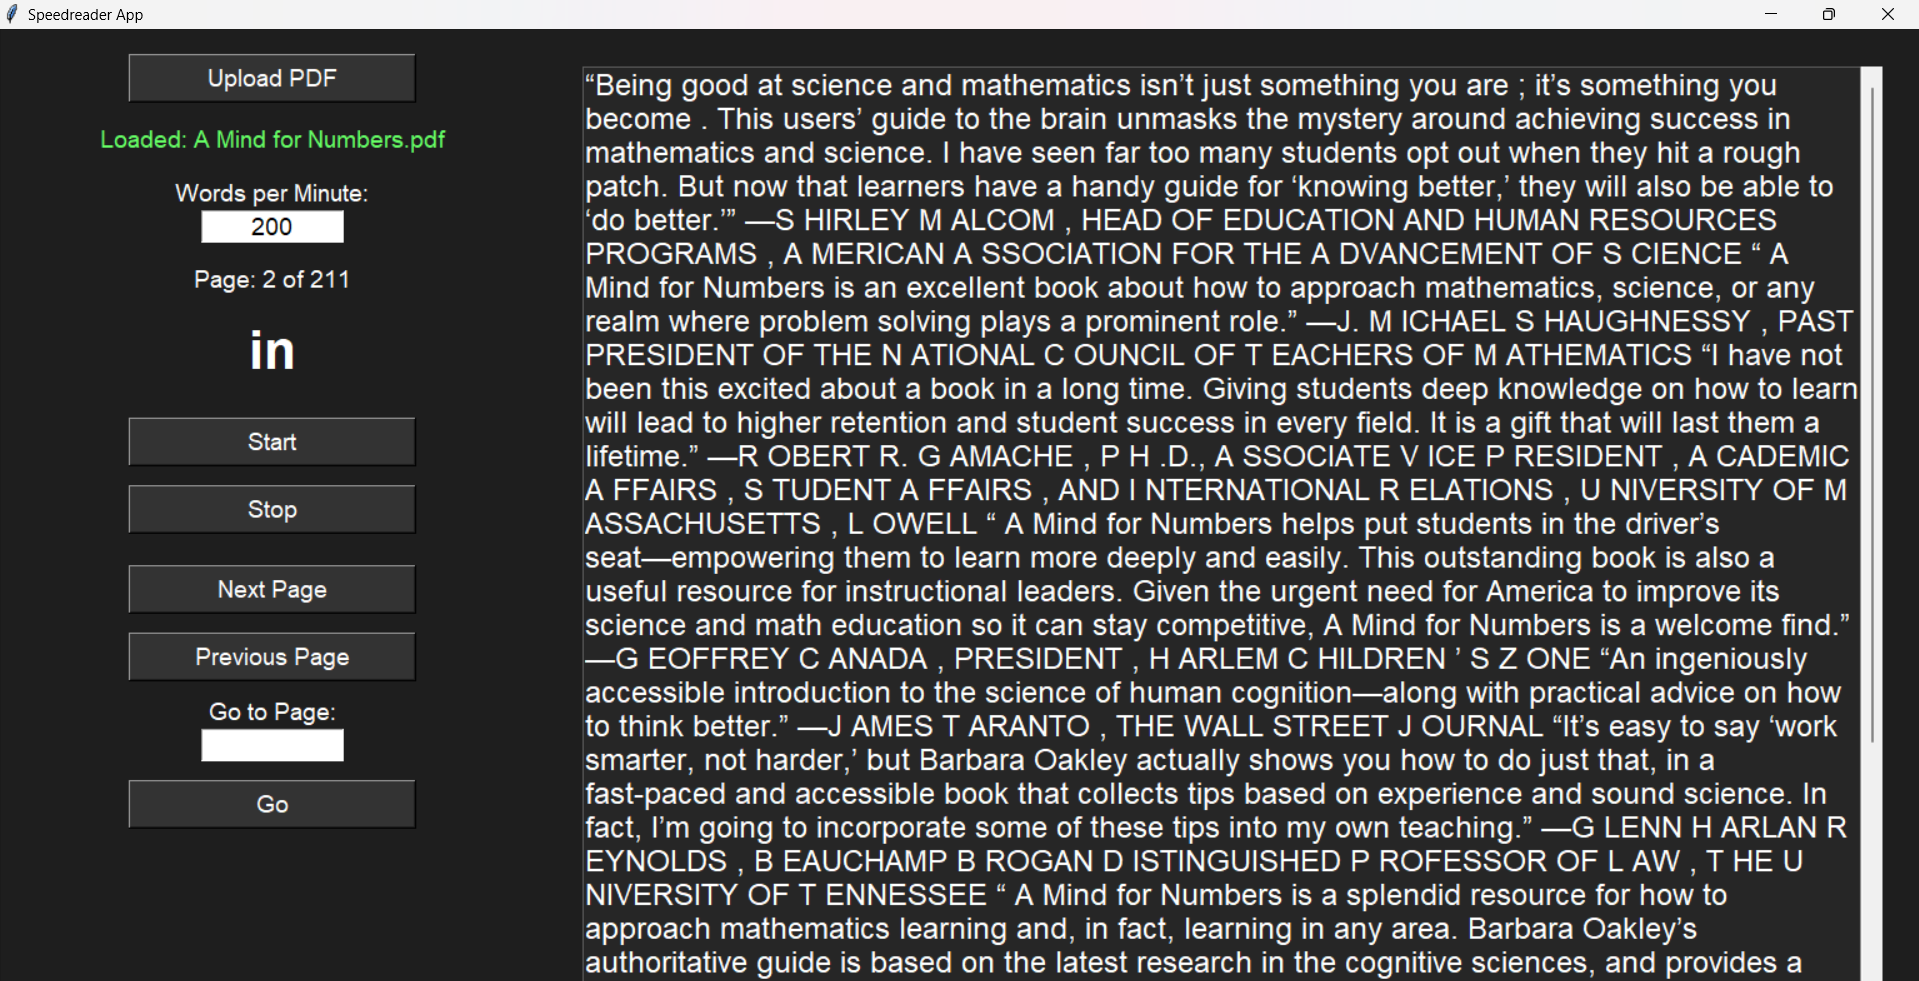 Speedreader App
Upload PDF
Loaded: A Mind for Numbers.pdf
Words per Minute:
200
Page: 2 of 211
in
Start
Stop
Next Page
Previous Page
Go to Page:
Go
“Being good at science and mathematics isn’t just something you are ; it’s something you
become . This users’ guide to the brain unmasks the mystery around achieving success in
mathematics and science. I have seen far too many students opt out when they hit a rough
patch. But now that learners have a handy guide for ‘knowing better,’ they will also be able to
‘do better.’” —S HIRLEY M ALCOM , HEAD OF EDUCATION AND HUMAN RESOURCES
PROGRAMS , A MERICAN A SSOCIATION FOR THE A DVANCEMENT OF S CIENCE “ A
Mind for Numbers is an excellent book about how to approach mathematics, science, or any
realm where problem solving plays a prominent role.” —J. M ICHAEL S HAUGHNESSY , PAST
PRESIDENT OF THE N ATIONAL C OUNCIL OF T EACHERS OF M ATHEMATICS “I have not
been this excited about a book in a long time. Giving students deep knowledge on how to learn
will lead to higher retention and student success in every field. It is a gift that will last them a
lifetime.” —R OBERT R. G AMACHE , P H .D., A SSOCIATE V ICE P RESIDENT , A CADEMIC
A FFAIRS , S TUDENT A FFAIRS , AND I NTERNATIONAL R ELATIONS , U NIVERSITY OF M
ASSACHUSETTS , L OWELL “ A Mind for Numbers helps put students in the driver’s
seat—empowering them to learn more deeply and easily. This outstanding book is also a
useful resource for instructional leaders. Given the urgent need for America to improve its
science and math education so it can stay competitive, A Mind for Numbers is a welcome find.”
—G EOFFREY C ANADA , PRESIDENT , H ARLEM C HILDREN ’ S Z ONE “An ingeniously
accessible introduction to the science of human cognition—along with practical advice on how
to think better.” —J AMES T ARANTO , THE WALL STREET J OURNAL “It’s easy to say ‘work
smarter, not harder,’ but Barbara Oakley actually shows you how to do just that, in a
fast-paced and accessible book that collects tips based on experience and sound science. In
fact, I’m going to incorporate some of these tips into my own teaching.” —G LENN H ARLAN R
EYNOLDS , B EAUCHAMP B ROGAN D ISTINGUISHED P ROFESSOR OF L AW , T HE U
NIVERSITY OF T ENNESSEE “ A Mind for Numbers is a splendid resource for how to
approach mathematics learning and, in fact, learning in any area. Barbara Oakley’s
authoritative guide is based on the latest research in the cognitive sciences, and provides a